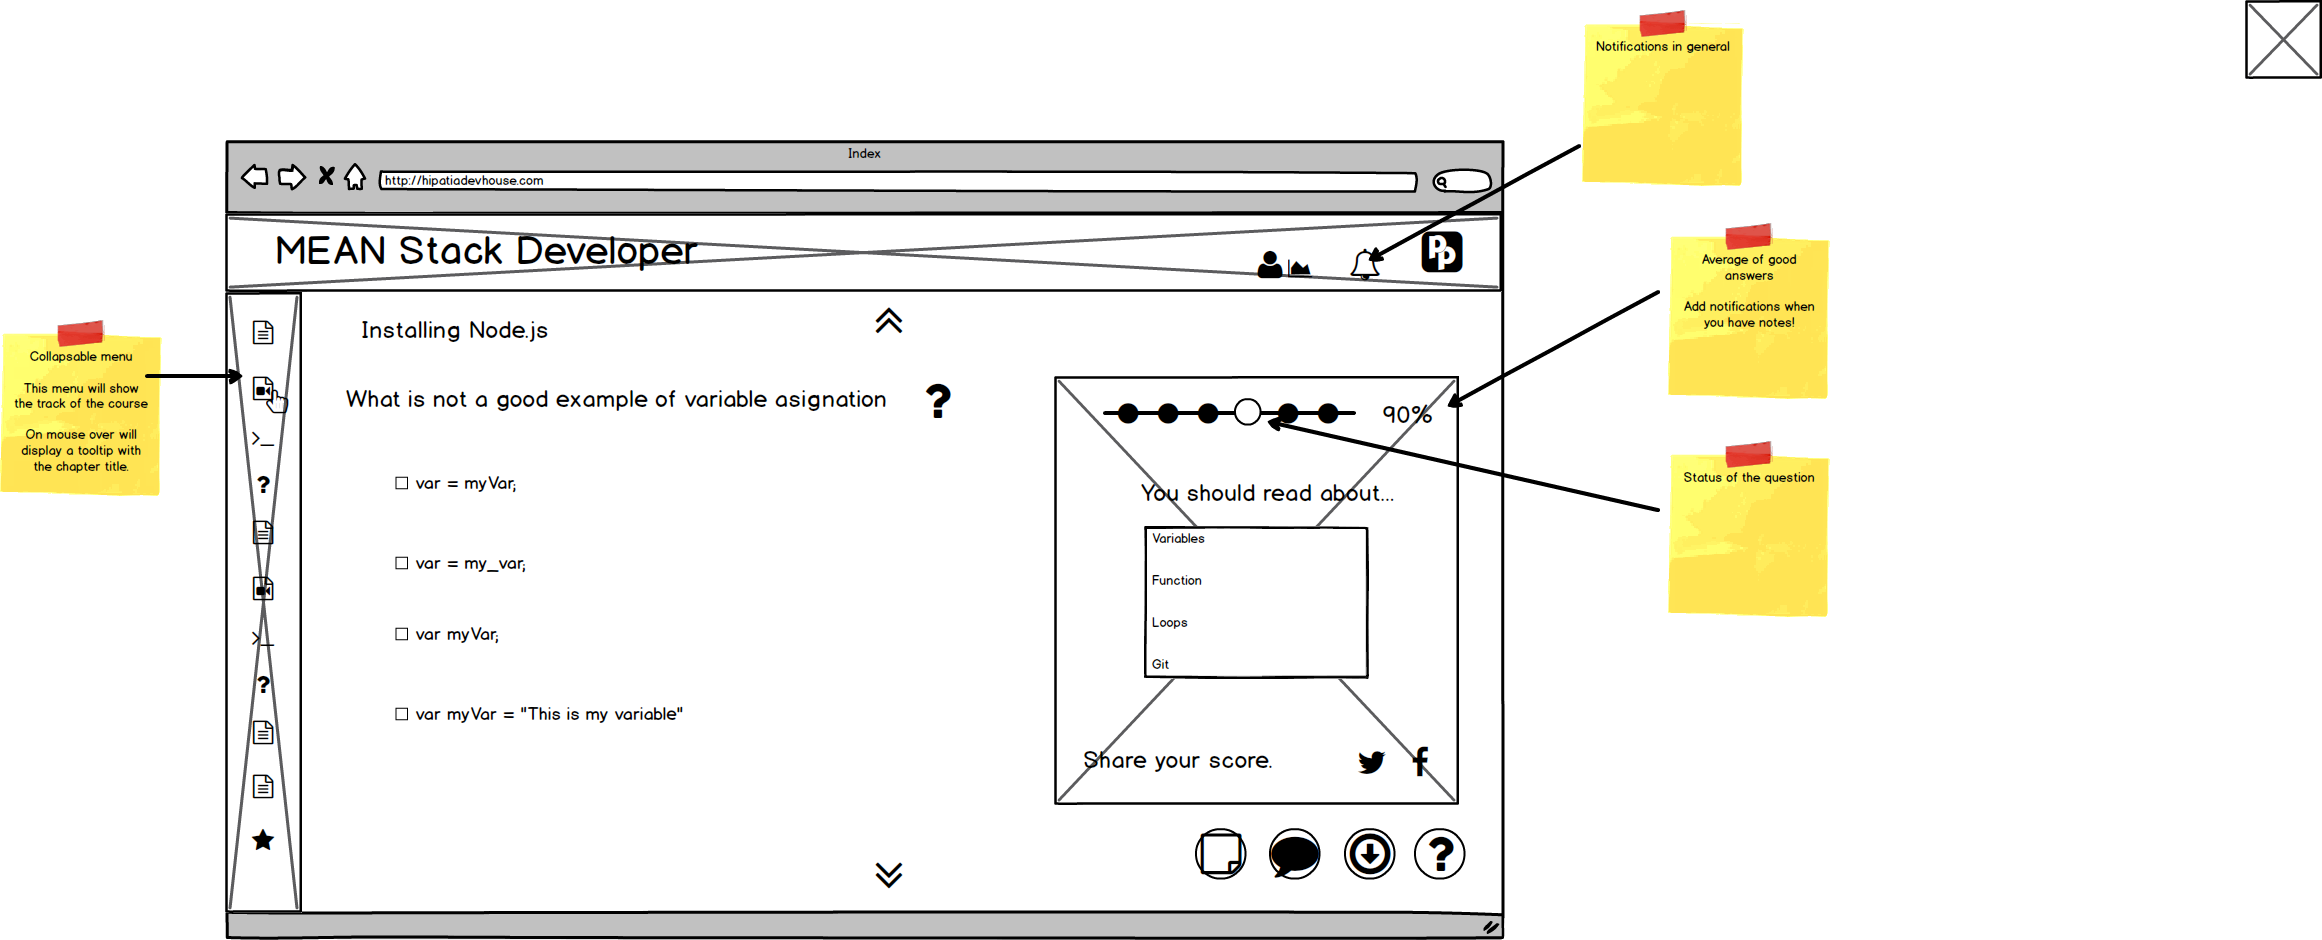 Notifications in general
Index
http://hipatiadevhouse.com
MEAN Stack Developer
Pp
Average of good
answers
Add notifications when
you have notes!
Collapsable menu
This menu will show
the track of the course
On mouse over will
display a tooltip with
the chapter title.
Installing Node.js
What is not a good example of variable asignation
?
var = myVar;
var = my_var;
var myVar;
var myVar = "This is my variable"
90%
Status of the question
You should read about...
Variables
Function
Loops
Git
Share your score.
>_
?
>_
?
?